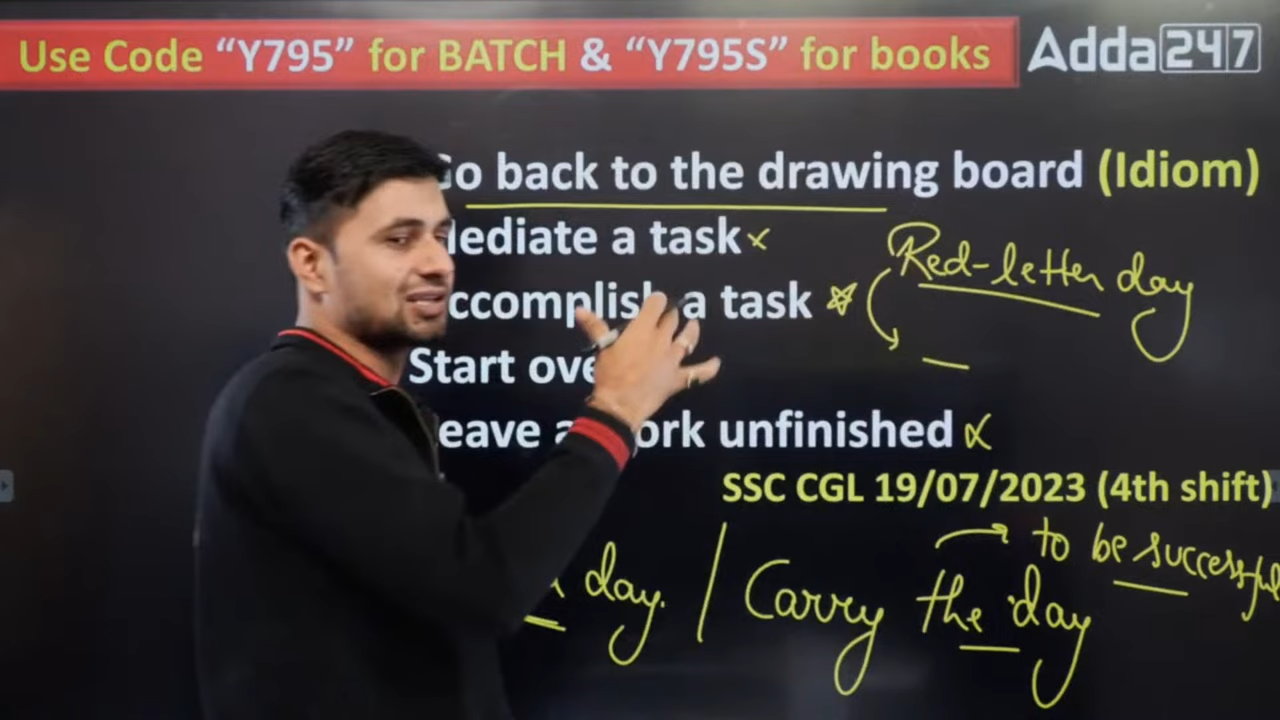 Use Code “Y795” for BATCH & “Y795S” for books
Adda247
Go back to the drawing board (Idiom)
Mediate a task ×
Accomplish a task
Red-letter day
Start over
Leave a work unfinished ×
SSC CGL 19/07/2023 (4th shift)
to be successful
day. / Carry the day